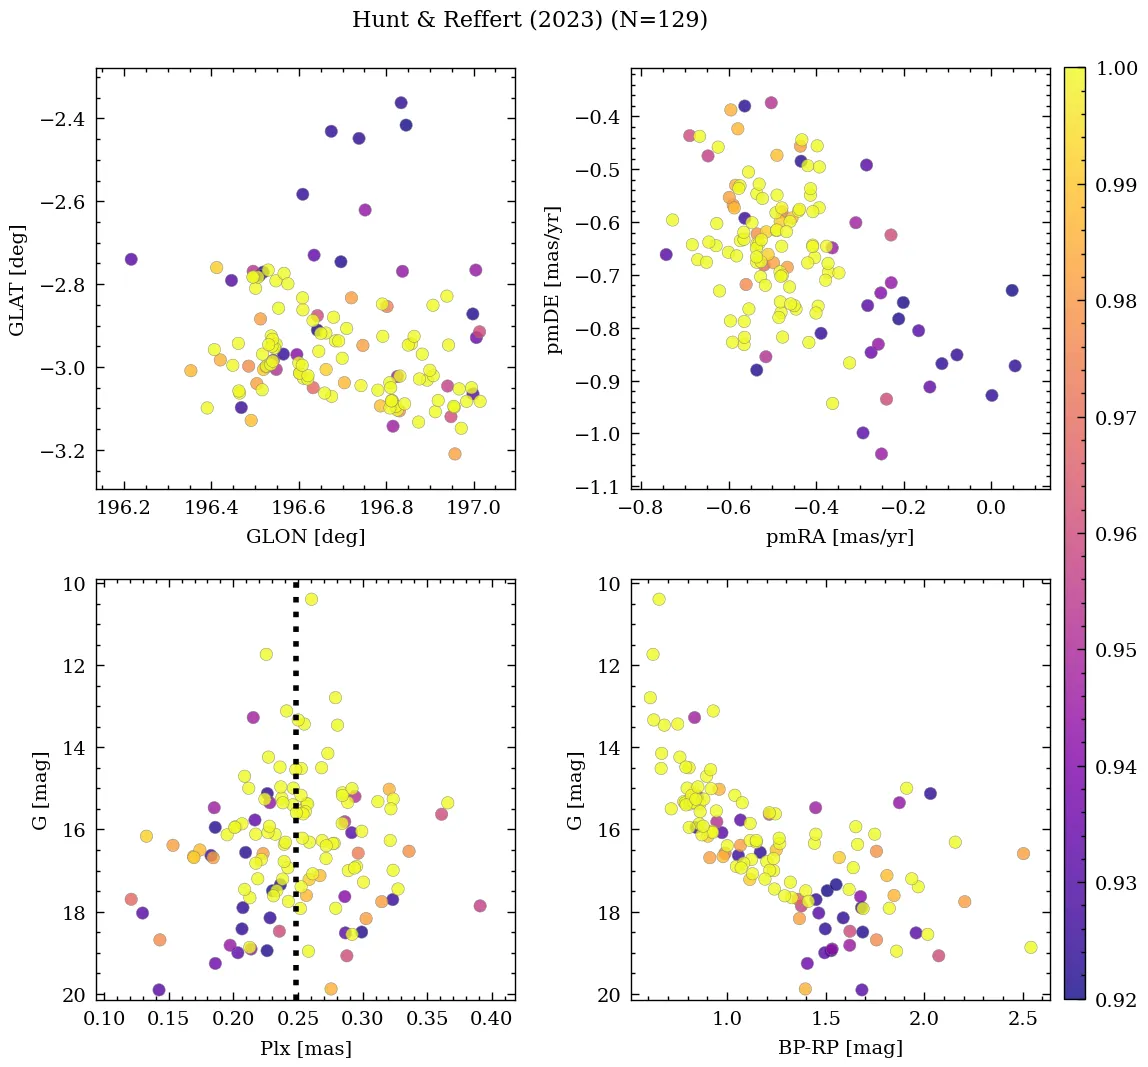 Hunt & Reffert (2023) (N=129)
−2.4
−2.6
−2.8
−3.0
−3.2
GLAT [deg]
196.2 196.4 196.6 196.8 197.0
GLON [deg]
−0.4
−0.5
−0.6
−0.7
−0.8
−0.9
−1.0
−1.1
pmDE [mas/yr]
−0.8 −0.6 −0.4 −0.2 0.0
pmRA [mas/yr]
10
12
14
16
18
20
G [mag]
0.10 0.15 0.20 0.25 0.30 0.35 0.40
Plx [mas]
10
12
14
16
18
20
G [mag]
1.0 1.5 2.0 2.5
BP-RP [mag]
1.00
0.99
0.98
0.97
0.96
0.95
0.94
0.93
0.92